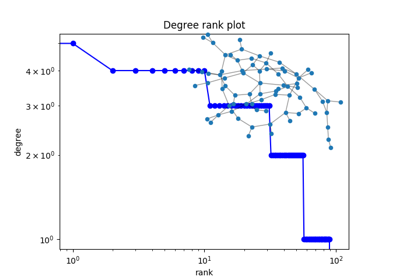 Degree rank plot
4 × 10⁰
3 × 10⁰
2 × 10⁰
10⁰
degree
10⁰ 10¹ 10²
rank